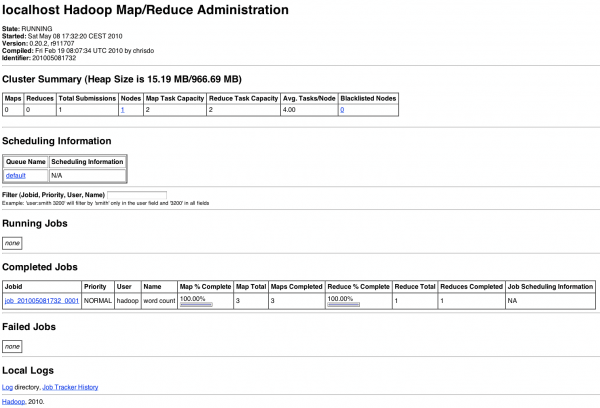 localhost Hadoop Map/Reduce Administration
State: RUNNING
Started: Sat May 08 17:32:20 CEST 2010
Version: 0.20.2, r911707
Compiled: Fri Feb 19 08:07:34 UTC 2010 by chrisdo
Identifier: 201005081732
Cluster Summary (Heap Size is 15.19 MB/966.69 MB)
Maps Reduces Total Submissions Nodes Map Task Capacity Reduce Task Capacity Avg. Tasks/Node Blacklisted Nodes
0 0 1 1 2 2 4.00 0
Scheduling Information
Queue Name Scheduling Information
default N/A
Filter (Jobid, Priority, User, Name)
Example: 'user:smith 3200' will filter by 'smith' only in the user field and '3200' in all fields
Running Jobs
none
Completed Jobs
Jobid Priority User Name Map % Complete Map Total Maps Completed Reduce % Complete Reduce Total Reduces Completed Job Scheduling Information
job_201005081732_0001 NORMAL hadoop word count 100.00% 3 3 100.00% 1 1 NA
Failed Jobs
none
Local Logs
Log directory, Job Tracker History
Hadoop, 2010.